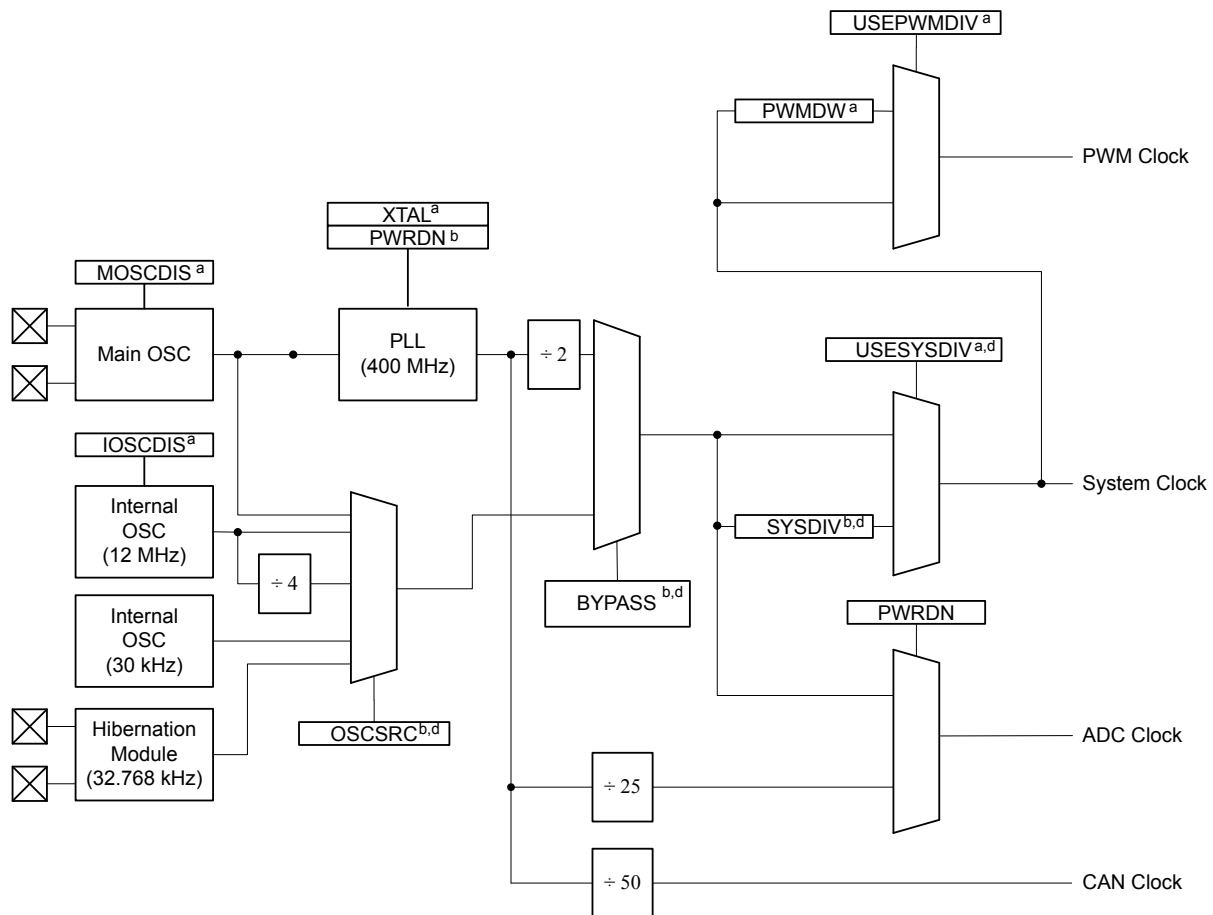 USEPWMDIV a
PWMDW a
PWM Clock
XTAL a
PWRDN b
MOSCDIS a
Main OSC
PLL
(400 MHz)
÷ 2
USESYSDIV a,d
IOSCDIS a
Internal
OSC
(12 MHz)
÷ 4
System Clock
SYSDIV b,d
BYPASS b,d
Internal
OSC
(30 kHz)
PWRDN
OSCSRC b,d
Hibernation
Module
(32.768 kHz)
ADC Clock
÷ 25
÷ 50
CAN Clock